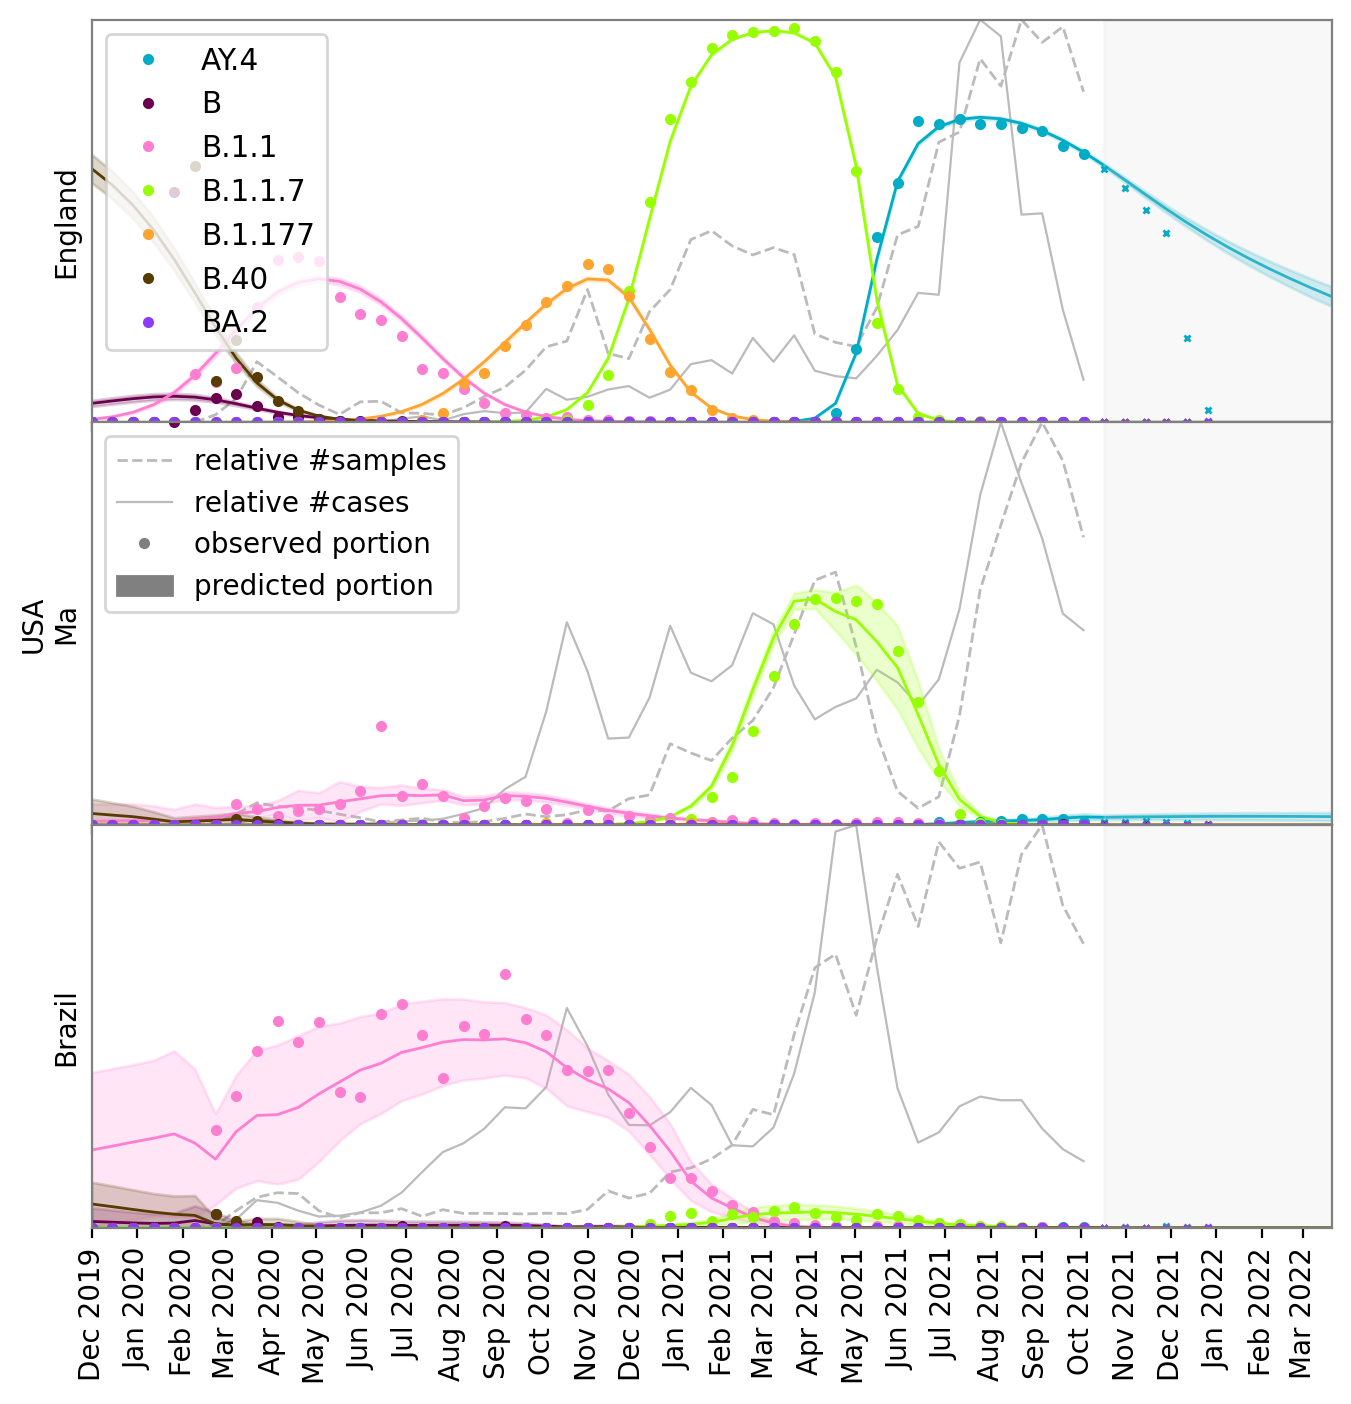 England
AY.4
B
B.1.1
B.1.1.7
B.1.177
B.40
BA.2
USA
Ma
relative #samples
relative #cases
observed portion
predicted portion
Brazil
Dec 2019
Jan 2020
Feb 2020
Mar 2020
Apr 2020
May 2020
Jun 2020
Jul 2020
Aug 2020
Sep 2020
Oct 2020
Nov 2020
Dec 2020
Jan 2021
Feb 2021
Mar 2021
Apr 2021
May 2021
Jun 2021
Jul 2021
Aug 2021
Sep 2021
Oct 2021
Nov 2021
Dec 2021
Jan 2022
Feb 2022
Mar 2022